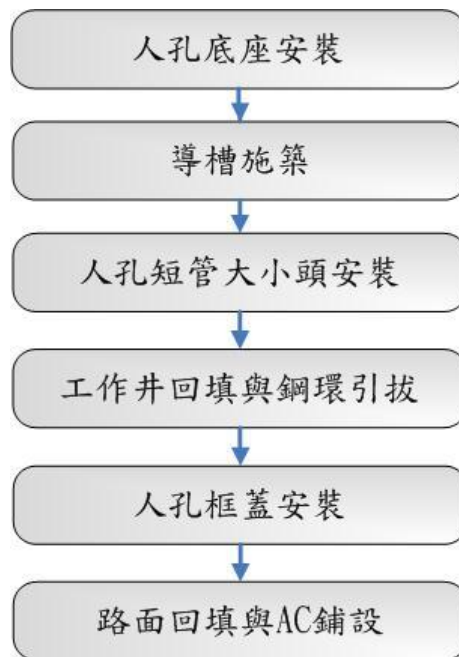 人孔底座安裝
導槽施築
人孔短管大小頭安裝
工作井回填與鋼環引拔
人孔框蓋安裝
路面回填與AC鋪設